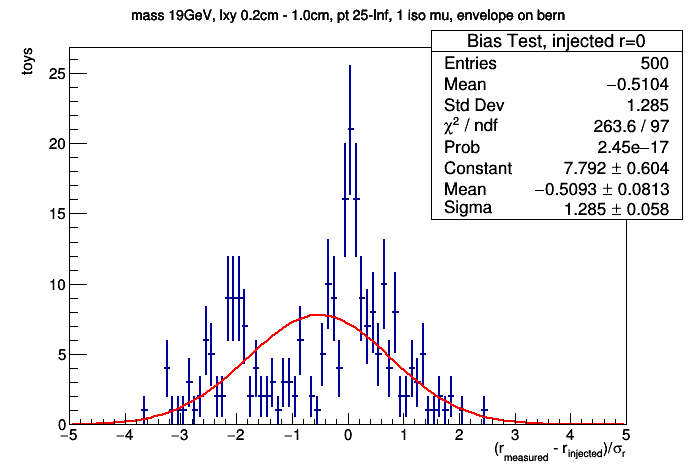 mass 19GeV, lxy 0.2cm - 1.0cm, pt 25-Inf, 1 iso mu, envelope on bern
Bias Test, injected r=0
Entries 500
Mean −0.5104
Std Dev 1.285
χ² / ndf 263.6 / 97
Prob 2.45e−17
Constant 7.792 ± 0.604
Mean −0.5093 ± 0.0813
Sigma 1.285 ± 0.058
toys
25
20
15
10
5
0
−5 −4 −3 −2 −1 0 1 2 3 4 5
(r_measured - r_injected)/σ_r